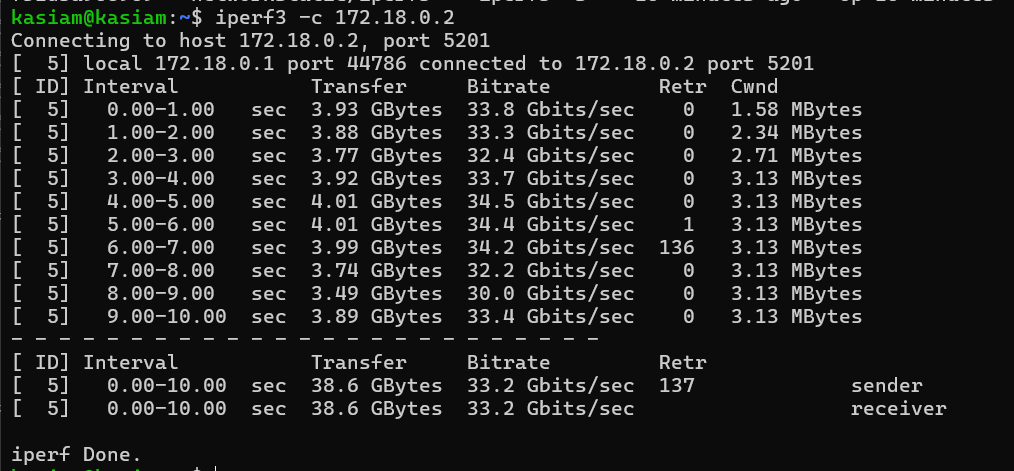 kasiam@kasiam:~$ iperf3 -c 172.18.0.2
Connecting to host 172.18.0.2, port 5201
[  5] local 172.18.0.1 port 44786 connected to 172.18.0.2 port 5201
[ ID] Interval           Transfer     Bitrate         Retr  Cwnd
[  5]   0.00-1.00   sec  3.93 GBytes  33.8 Gbits/sec    0   1.58 MBytes
[  5]   1.00-2.00   sec  3.88 GBytes  33.3 Gbits/sec    0   2.34 MBytes
[  5]   2.00-3.00   sec  3.77 GBytes  32.4 Gbits/sec    0   2.71 MBytes
[  5]   3.00-4.00   sec  3.92 GBytes  33.7 Gbits/sec    0   3.13 MBytes
[  5]   4.00-5.00   sec  4.01 GBytes  34.5 Gbits/sec    0   3.13 MBytes
[  5]   5.00-6.00   sec  4.01 GBytes  34.4 Gbits/sec    1   3.13 MBytes
[  5]   6.00-7.00   sec  3.99 GBytes  34.2 Gbits/sec  136   3.13 MBytes
[  5]   7.00-8.00   sec  3.74 GBytes  32.2 Gbits/sec    0   3.13 MBytes
[  5]   8.00-9.00   sec  3.49 GBytes  30.0 Gbits/sec    0   3.13 MBytes
[  5]   9.00-10.00  sec  3.89 GBytes  33.4 Gbits/sec    0   3.13 MBytes
- - - - - - - - - - - - - - - - - - - - - - - - -
[ ID] Interval           Transfer     Bitrate         Retr
[  5]   0.00-10.00  sec  38.6 GBytes  33.2 Gbits/sec  137             sender
[  5]   0.00-10.00  sec  38.6 GBytes  33.2 Gbits/sec                  receiver

iperf Done.